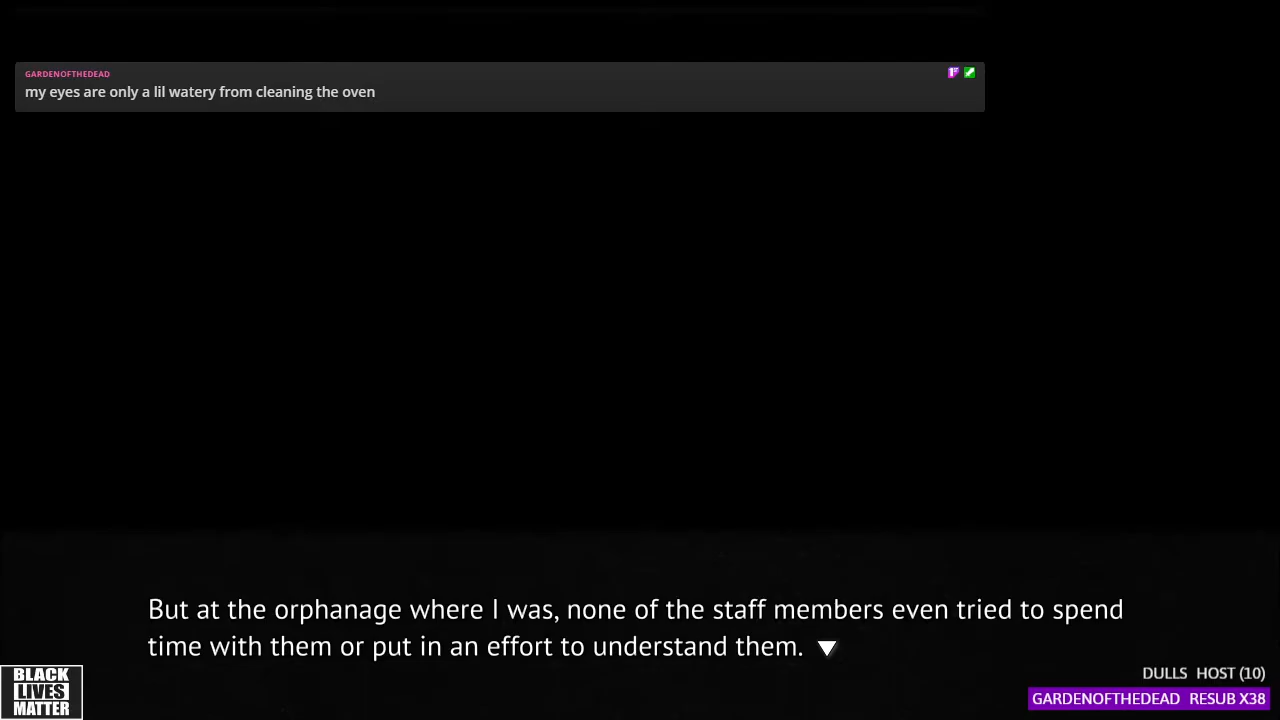 GARDENOFTHEDEAD
my eyes are only a lil watery from cleaning the oven
But at the orphanage where I was, none of the staff members even tried to spend
time with them or put in an effort to understand them.
BLACK
LIVES
MATTER
DULLS HOST (10)
GARDENOFTHEDEAD RESUB X38